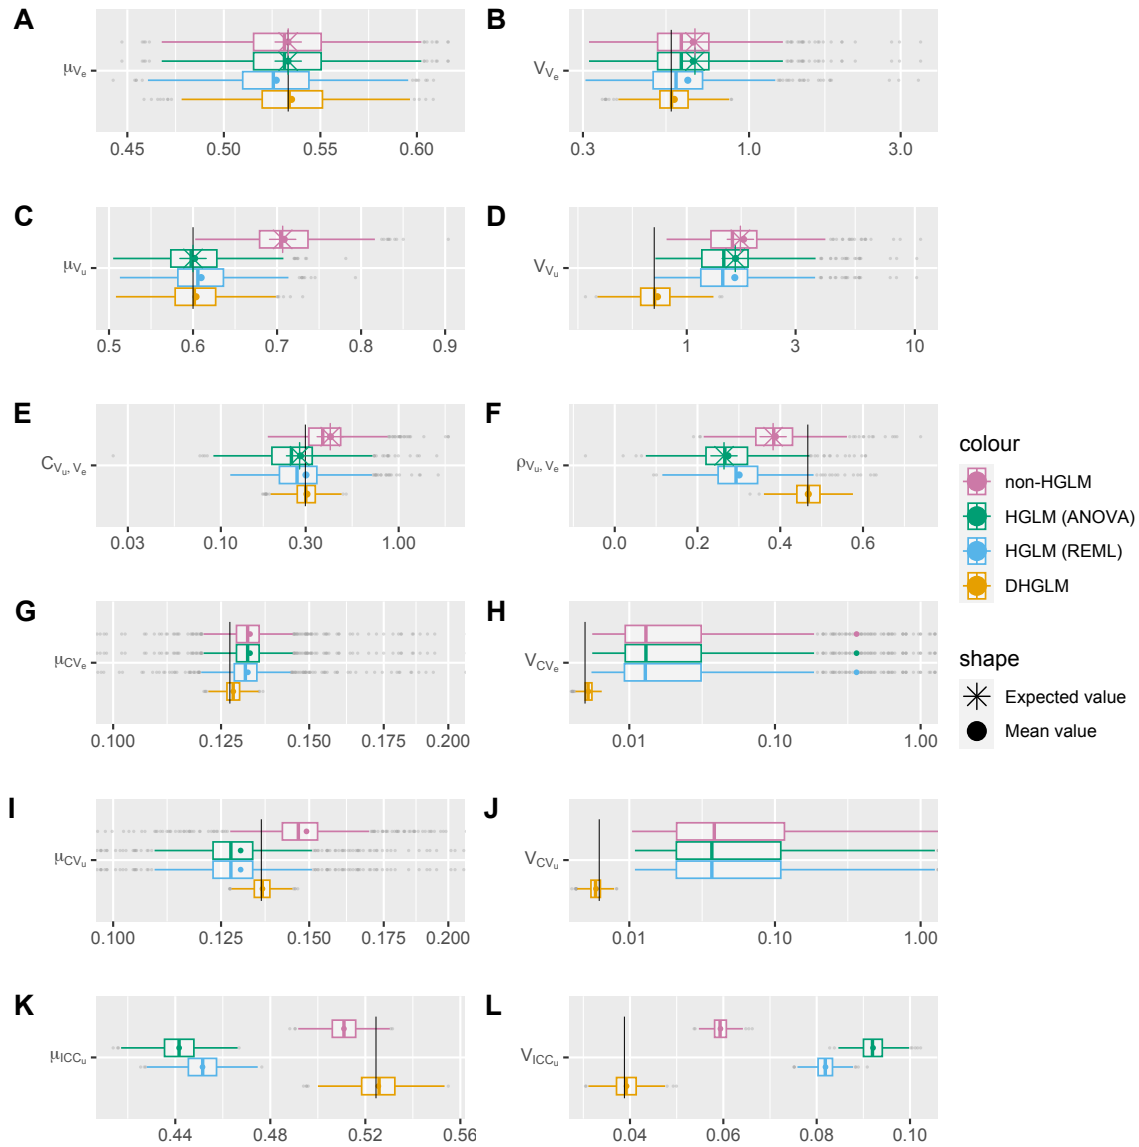 A
μVe
0.45 0.50 0.55 0.60
B
VVe
0.3 1.0 3.0
C
μVu
0.5 0.6 0.7 0.8 0.9
D
VVu
1 3 10
E
CVu, Ve
0.03 0.10 0.30 1.00
F
ρVu, Ve
0.0 0.2 0.4 0.6
G
μCVe
0.100 0.125 0.150 0.175 0.200
H
VCVe
0.01 0.10 1.00
I
μCVu
0.100 0.125 0.150 0.175 0.200
J
VCVu
0.01 0.10 1.00
K
μICCu
0.44 0.48 0.52 0.56
L
VICCu
0.04 0.06 0.08 0.10
colour
non-HGLM
HGLM (ANOVA)
HGLM (REML)
DHGLM
shape
Expected value
Mean value